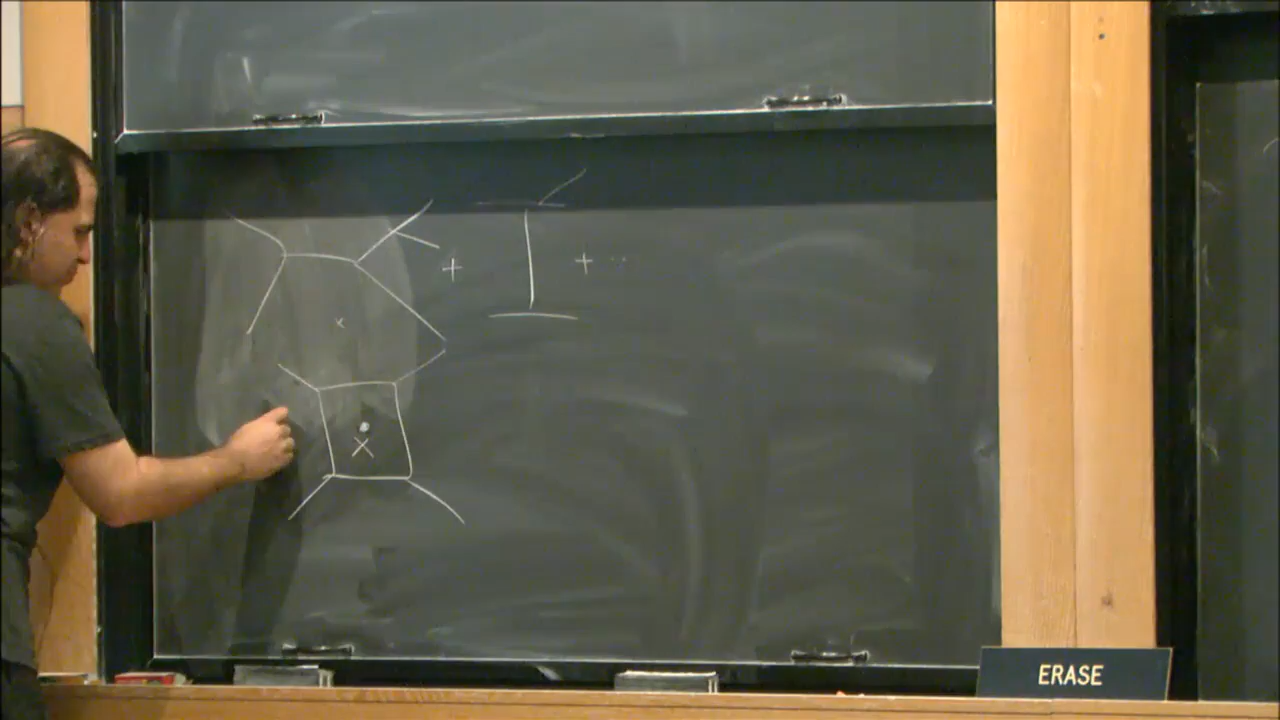 + + ..
x
x
ERASE